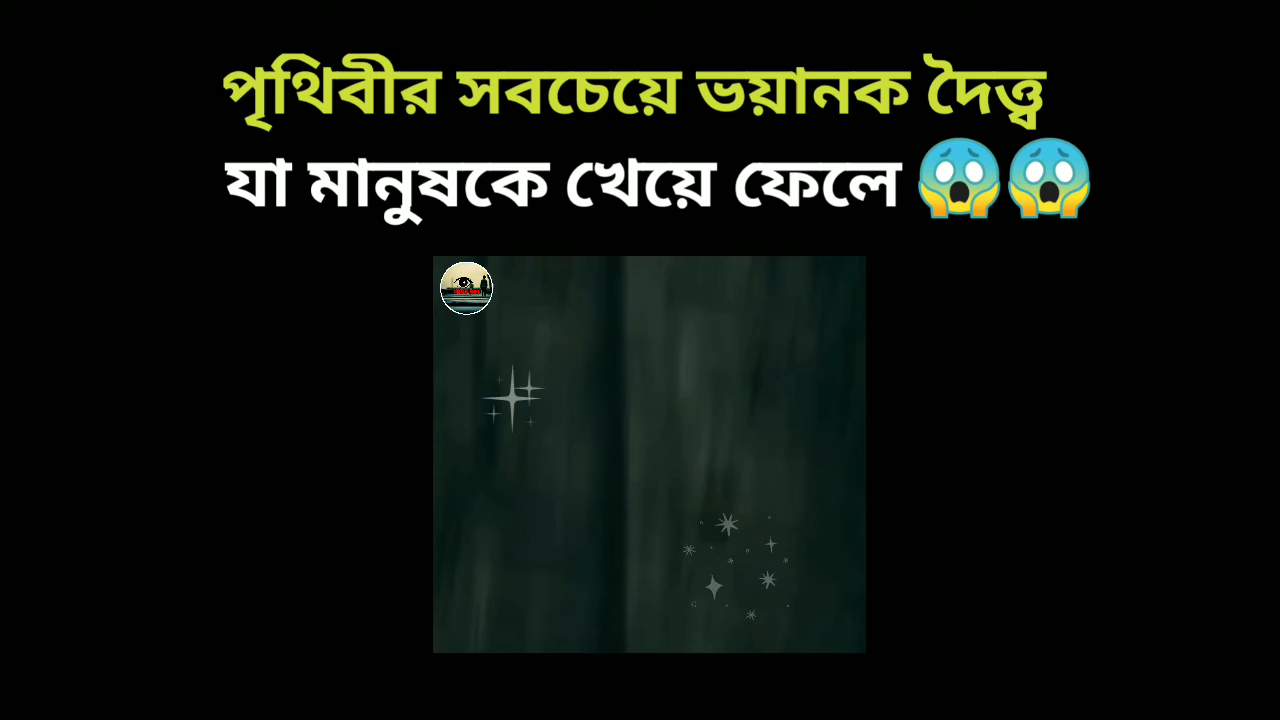 পৃথিবীর সবচেয়ে ভয়ানক দৈত্ত্ব
যা মানুষকে খেয়ে ফেলে 😱😱